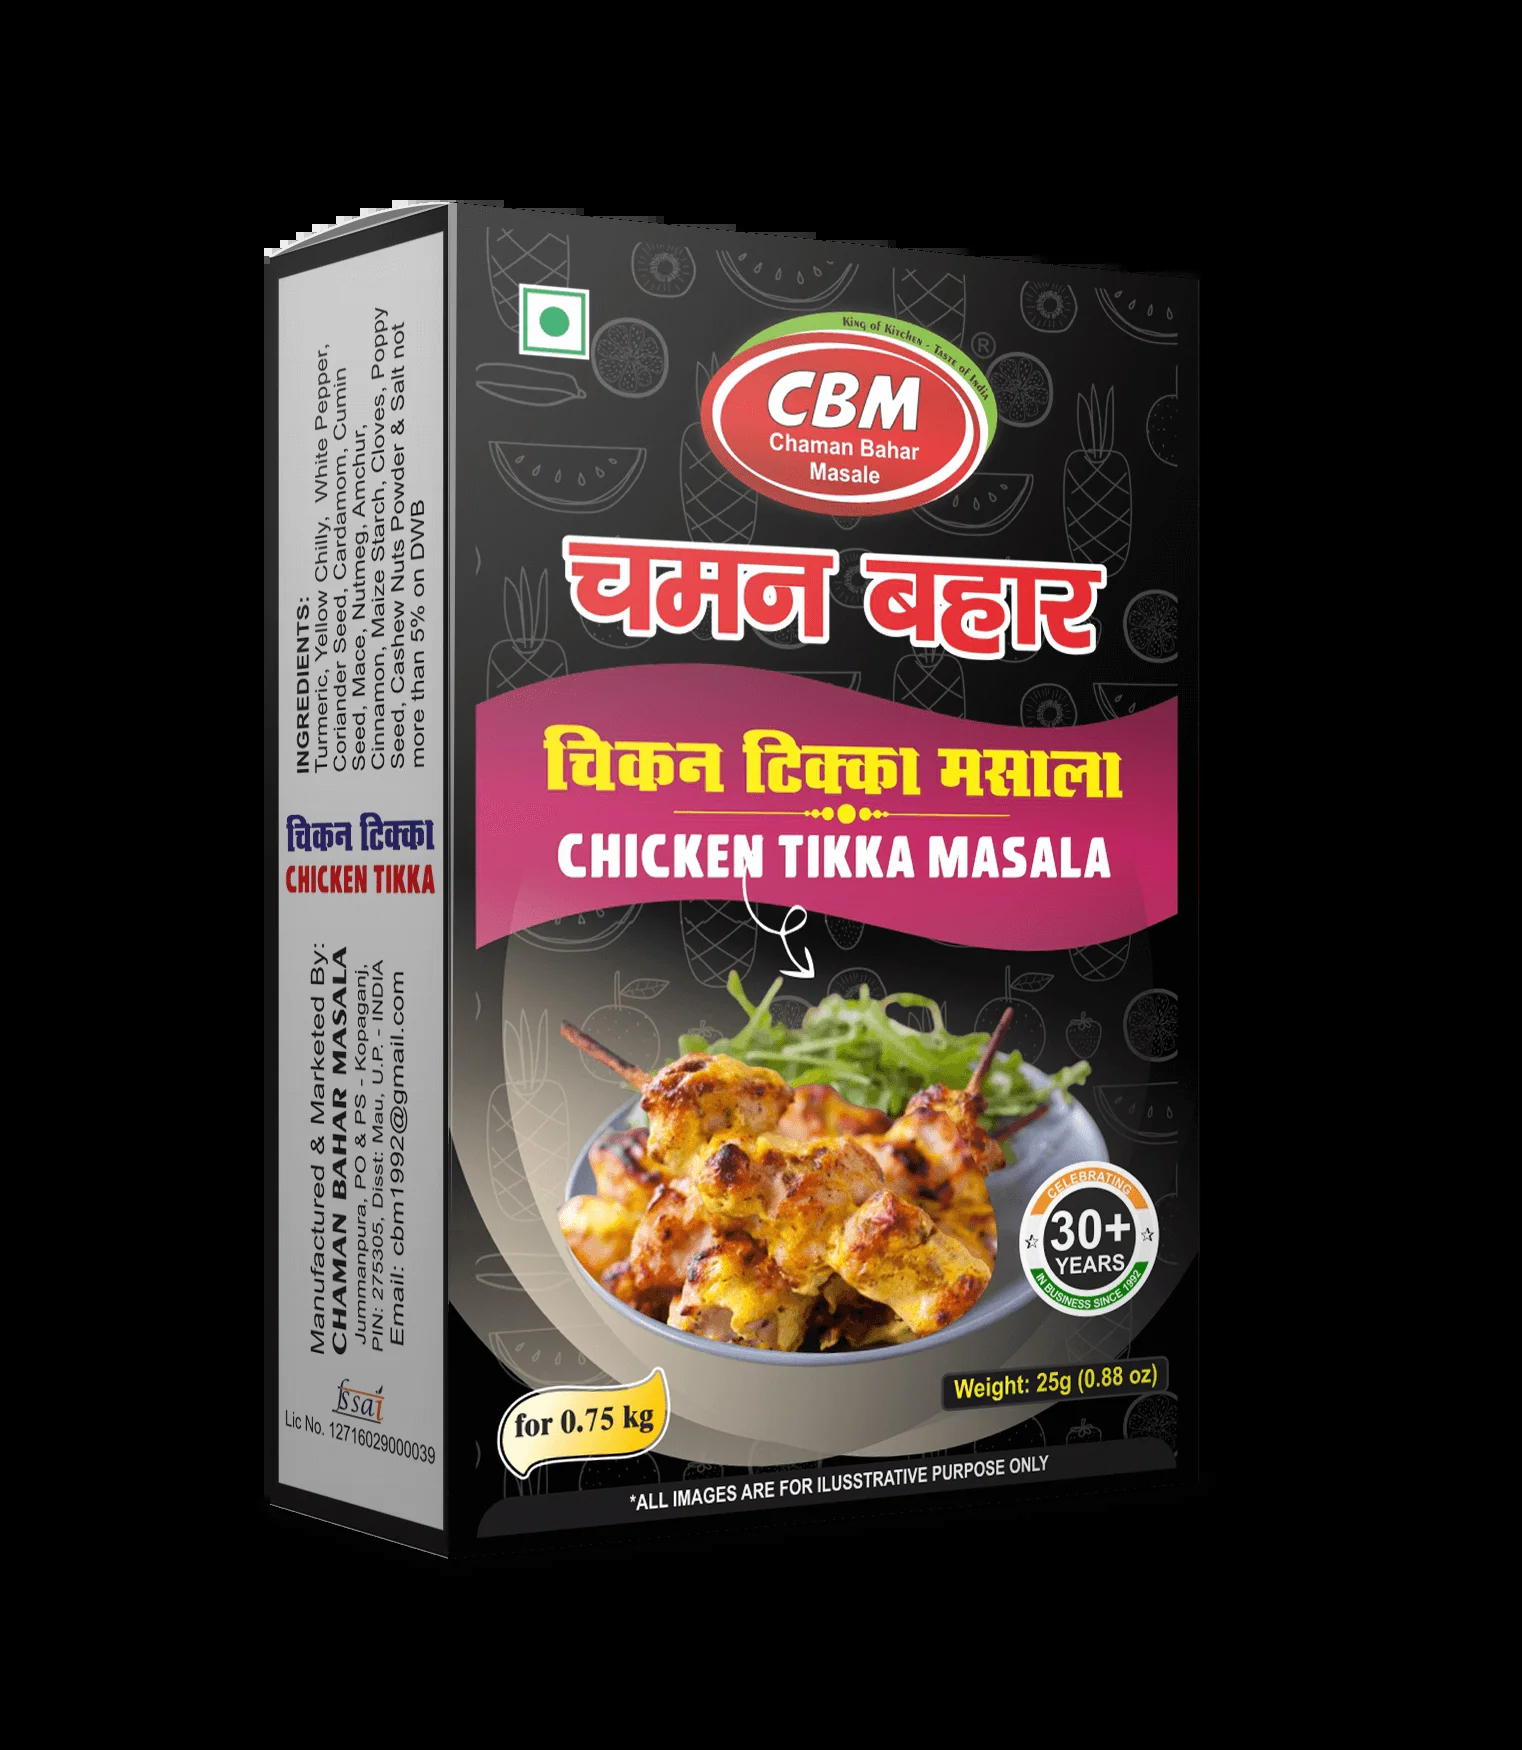 INGREDIENTS:
Turmeric, Yellow Chilly, White Pepper,
Coriander Seed, Cardamom, Cumin
Seed, Mace, Nutmeg, Amchur,
Cinnamon, Maize Starch, Cloves, Poppy
Seed, Cashew Nuts Powder & Salt not
more than 5% on DWB
चिकन टिक्का
CHICKEN TIKKA
Manufactured & Marketed By:
CHAMAN BAHAR MASALA
Jummanpura, PO & PS - Kopaganj,
PIN: 275305, Disst: Mau, U.P. - INDIA
Email: cbm1992@gmail.com
fssai
Lic No. 12716029000039
King of Kitchen - Taste of India
®
CBM
Chaman Bahar
Masale
चमन बहार
चिकन टिक्का मसाला
CHICKEN TIKKA MASALA
CELEBRATING
30+
YEARS
IN BUSINESS SINCE 1992
Weight: 25g (0.88 oz)
for 0.75 kg
*ALL IMAGES ARE FOR ILUSSTRATIVE PURPOSE ONLY